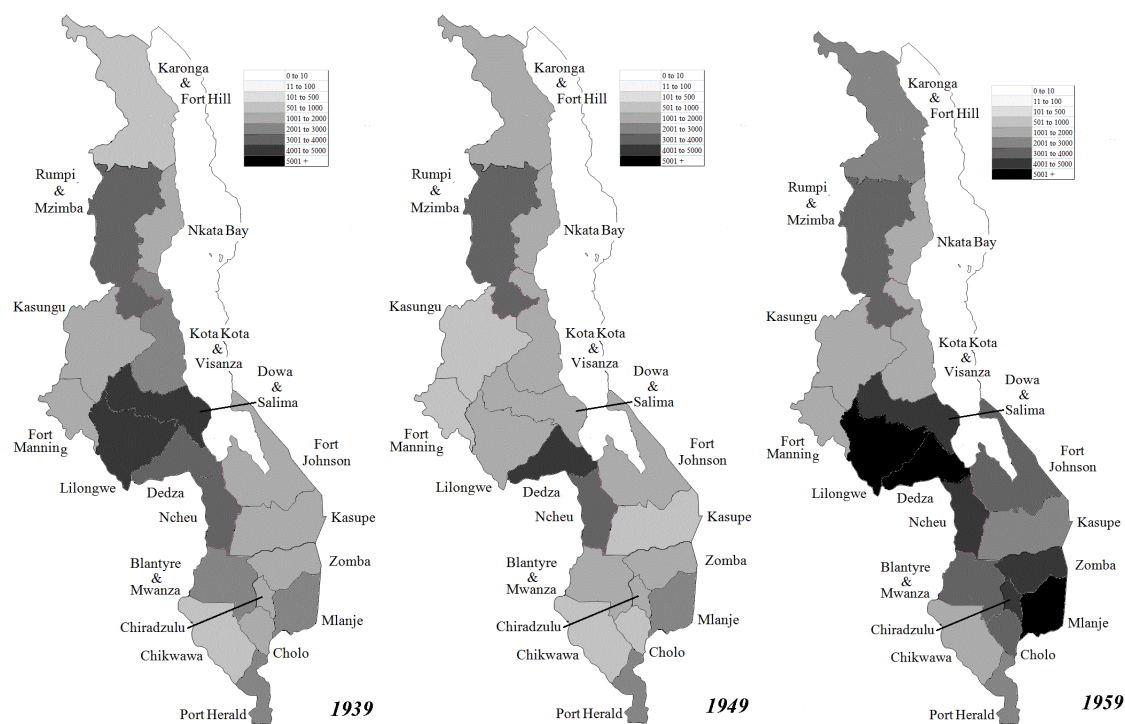 Karonga
&
Fort Hill
0 to 10
11 to 100
101 to 500
501 to 1000
1001 to 2000
2001 to 3000
3001 to 4000
4001 to 5000
5001 +
Rumpi
&
Mzimba
Nkata Bay
Kasungu
Kota Kota
&
Visanza
Dowa
&
Salima
Fort
Manning
Fort
Johnson
Lilongwe
Dedza
Ncheu
Kasupe
Blantyre
&
Mwanza
Zomba
Chiradzulu
Mlanje
Cholo
Chikwawa
Port Herald
1939
Karonga
&
Fort Hill
0 to 10
11 to 100
101 to 500
501 to 1000
1001 to 2000
2001 to 3000
3001 to 4000
4001 to 5000
5001 +
Rumpi
&
Mzimba
Nkata Bay
Kasungu
Kota Kota
&
Visanza
Dowa
&
Salima
Fort
Manning
Fort
Johnson
Lilongwe
Dedza
Ncheu
Kasupe
Blantyre
&
Mwanza
Zomba
Chiradzulu
Mlanje
Cholo
Chikwawa
Port Herald
1949
Karonga
&
Fort Hill
0 to 10
11 to 100
101 to 500
501 to 1000
1001 to 2000
2001 to 3000
3001 to 4000
4001 to 5000
5001 +
Rumpi
&
Mzimba
Nkata Bay
Kasungu
Kota Kota
&
Visanza
Dowa
&
Salima
Fort
Manning
Fort
Johnson
Lilongwe
Dedza
Ncheu
Kasupe
Blantyre
&
Mwanza
Zomba
Chiradzulu
Mlanje
Cholo
Chikwawa
Port Herald
1959